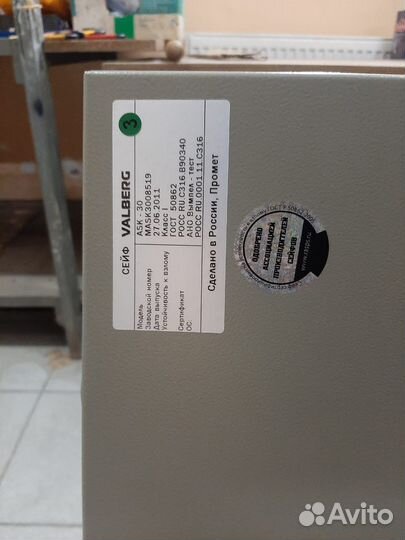 3
СЕЙФ VALBERG
Модель ASK - 30
Заводской номер MASK3008519
Дата выпуска 27.06.2011
Устойчивость к взлому Класс I
ГОСТ 50862
Сертификат РОСС RU.C316.B90340
ОС: АНО Вымпел - тест
РОСС RU.0001.11.С316
Сделано в России, Промет
ОДОБРЕНО
АССОЦИАЦИЕЙ
ПРОИЗВОДИТЕЛЕЙ
СЕЙФОВ
Avito